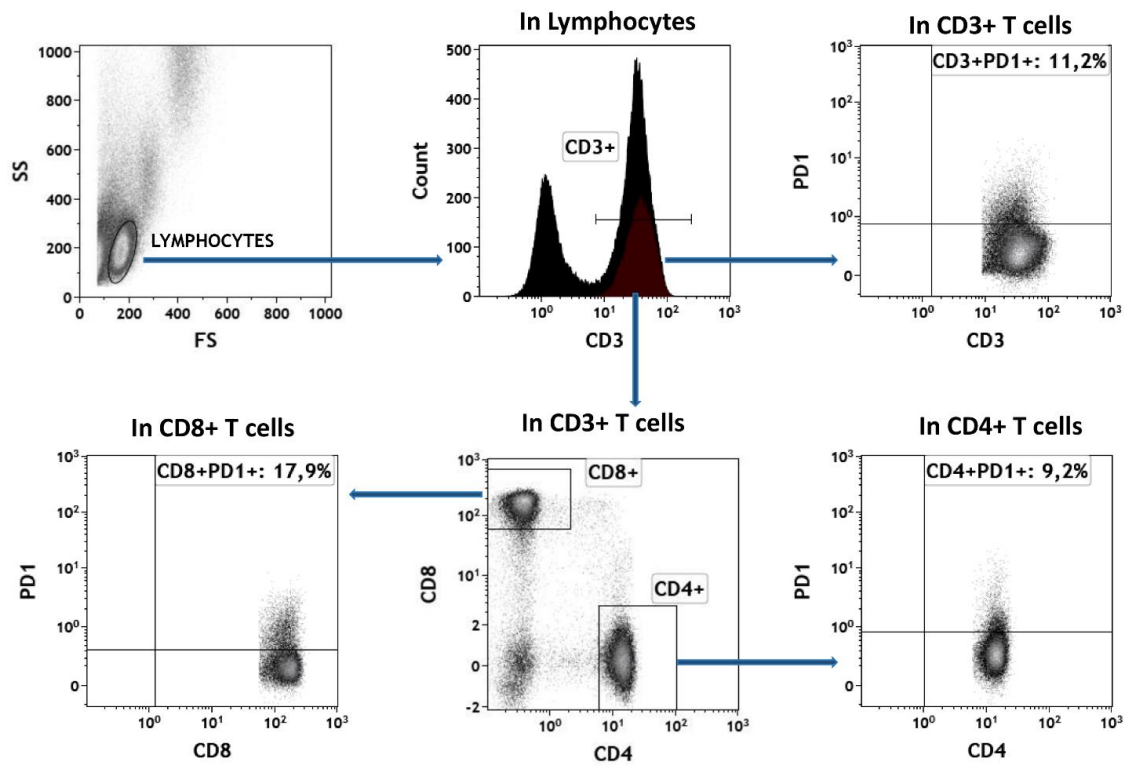 In Lymphocytes
In CD3+ T cells
1000
800
600
400
200
0
SS
0 200 400 600 800 1000
FS
LYMPHOCYTES
500
400
300
200
100
0
Count
CD3+
10⁰ 10¹ 10² 10³
CD3
10³
10²
10¹
10⁰
0
PD1
CD3+PD1+: 11,2%
10⁰ 10¹ 10² 10³
CD3
In CD8+ T cells
In CD3+ T cells
In CD4+ T cells
10³
10²
10¹
10⁰
0
PD1
CD8+PD1+: 17,9%
10⁰ 10¹ 10² 10³
CD8
10³
10²
10¹
2
0
-2
CD8
CD8+
CD4+
10⁰ 10¹ 10² 10³
CD4
10³
10²
10¹
10⁰
0
PD1
CD4+PD1+: 9,2%
10⁰ 10¹ 10² 10³
CD4